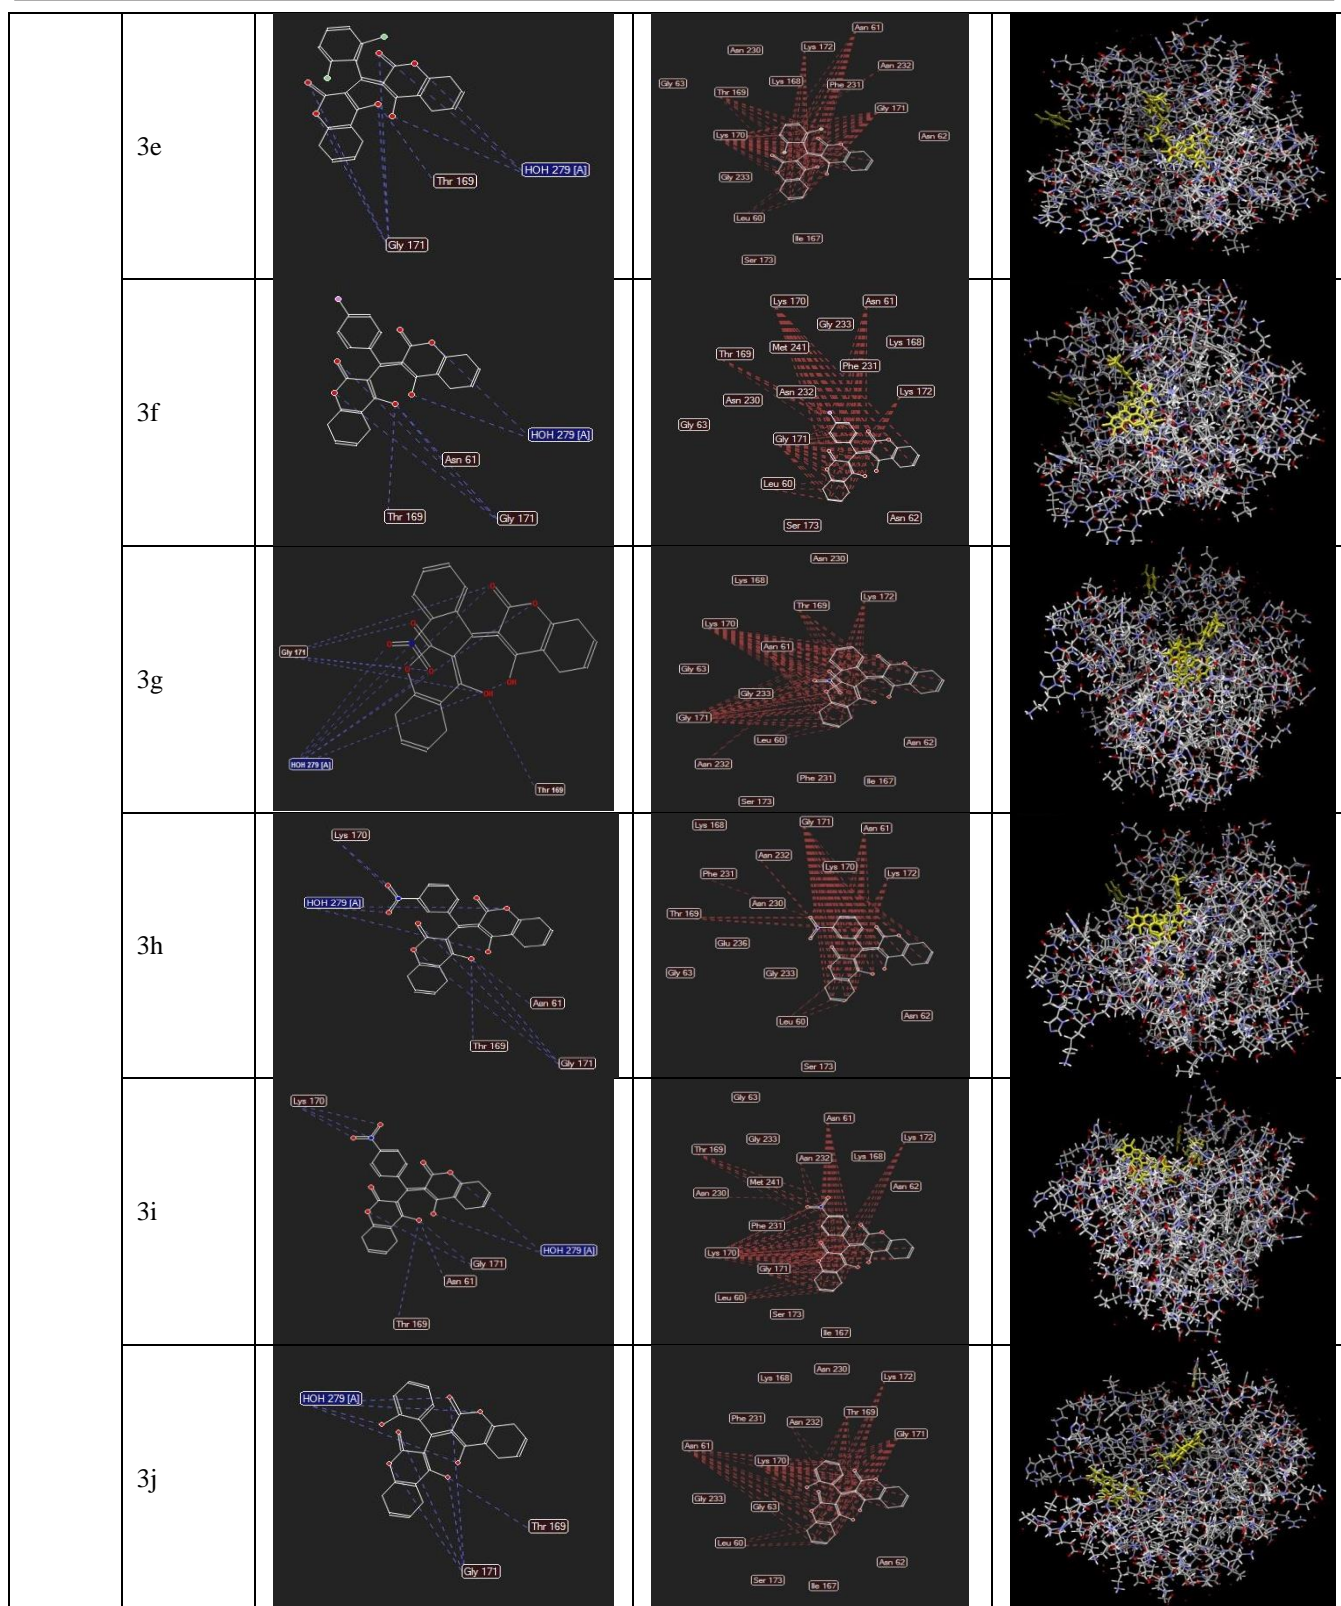 3e
HOH 279 [A]
Thr 169
Gly 171
Asn 61
Lys 172
Asn 230
Asn 232
Lys 168
Phe 231
Gly 63
Thr 169
Gly 171
Lys 170
Asn 62
Gly 233
Leu 60
Ile 167
Ser 173
3f
HOH 279 [A]
Asn 61
Thr 169
Gly 171
Lys 170
Asn 61
Gly 233
Lys 168
Met 241
Thr 169
Phe 231
Asn 232
Lys 172
Asn 230
Gly 63
Gly 171
Leu 60
Asn 62
Ser 173
3g
O
O
O
O
N
O
O
O
OH
OH
Gly 171
HOH 279 [A]
Thr 169
Asn 230
Lys 168
Lys 172
Thr 169
Lys 170
Asn 61
Gly 63
Gly 233
Gly 171
Leu 60
Asn 62
Asn 232
Phe 231
Ile 167
Ser 173
3h
Lys 170
HOH 279 [A]
Asn 61
Thr 169
Gly 171
Gly 171
Lys 168
Asn 61
Asn 232
Lys 170
Phe 231
Lys 172
Asn 230
Thr 169
Glu 236
Gly 63
Gly 233
Asn 62
Leu 60
Ser 173
3i
Lys 170
HOH 279 [A]
Gly 171
Asn 61
Thr 169
Gly 63
Asn 61
Gly 233
Lys 172
Thr 169
Asn 232
Lys 168
Met 241
Asn 62
Asn 230
Phe 231
Lys 170
Gly 171
Leu 60
Ser 173
Ile 167
3j
HOH 279 [A]
Thr 169
Gly 171
Asn 230
Lys 168
Lys 172
Thr 169
Phe 231
Asn 232
Gly 171
Asn 61
Lys 170
Gly 233
Gly 63
Leu 60
Asn 62
Ser 173
Ile 167